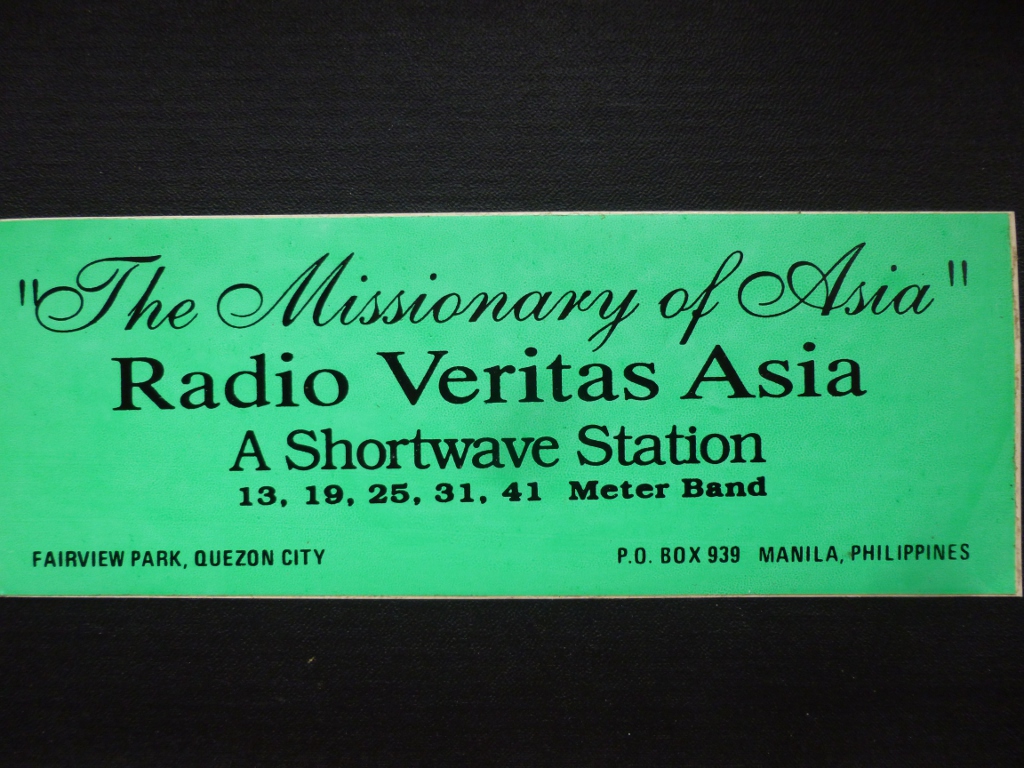 "The Missionary of Asia"
Radio Veritas Asia
A Shortwave Station
13, 19, 25, 31, 41 Meter Band
FAIRVIEW PARK, QUEZON CITY
P.O. BOX 939 MANILA, PHILIPPINES